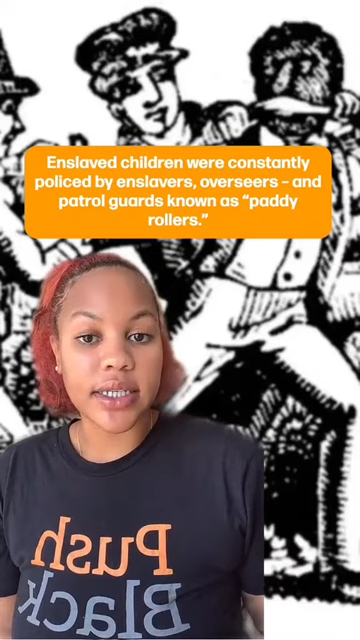 Enslaved children were constantly
policed by enslavers, overseers – and
patrol guards known as “paddy
rollers.”
Push
Black